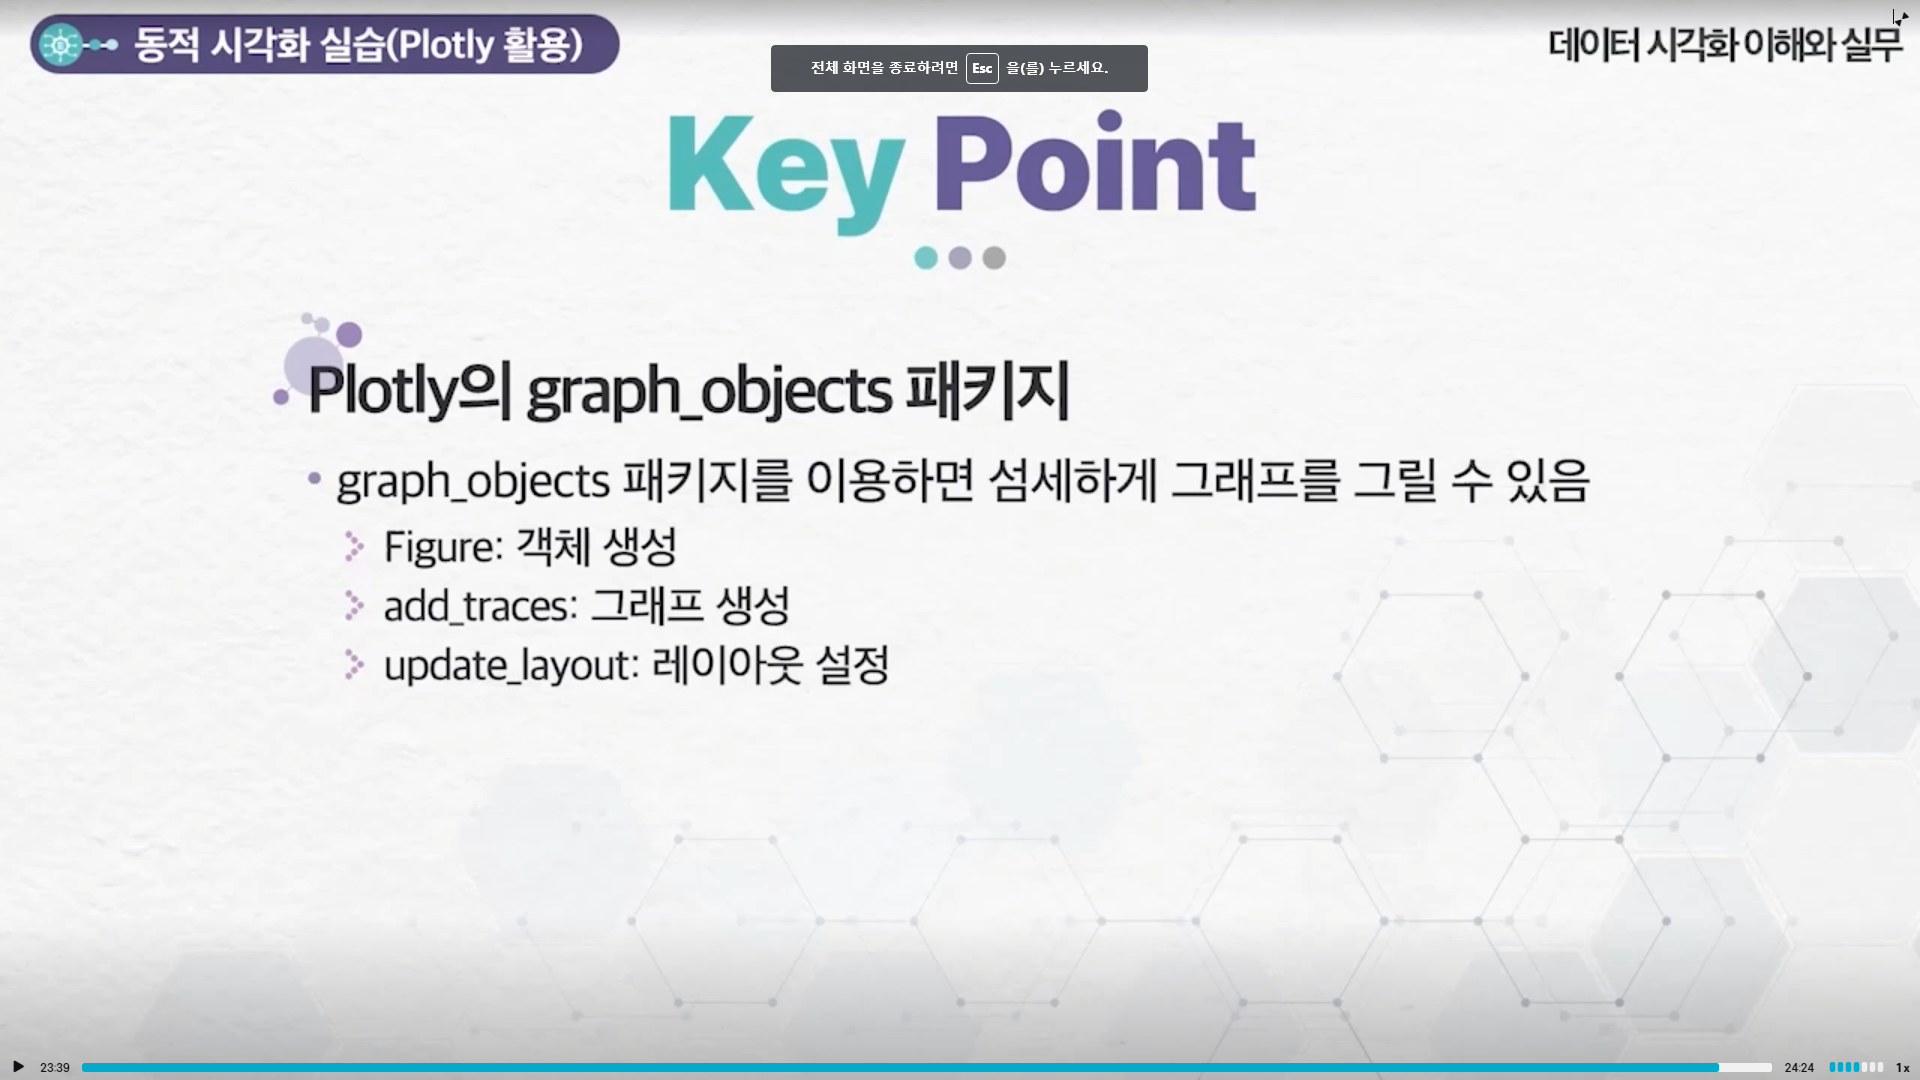 동적 시각화 실습(Plotly 활용)
데이터 시각화 이해와 실무
전체 화면을 종료하려면 Esc 을(를) 누르세요.
Key Point
Plotly의 graph_objects 패키지
• graph_objects 패키지를 이용하면 섬세하게 그래프를 그릴 수 있음
Figure: 객체 생성
add_traces: 그래프 생성
update_layout: 레이아웃 설정
23:39
24:24
1x